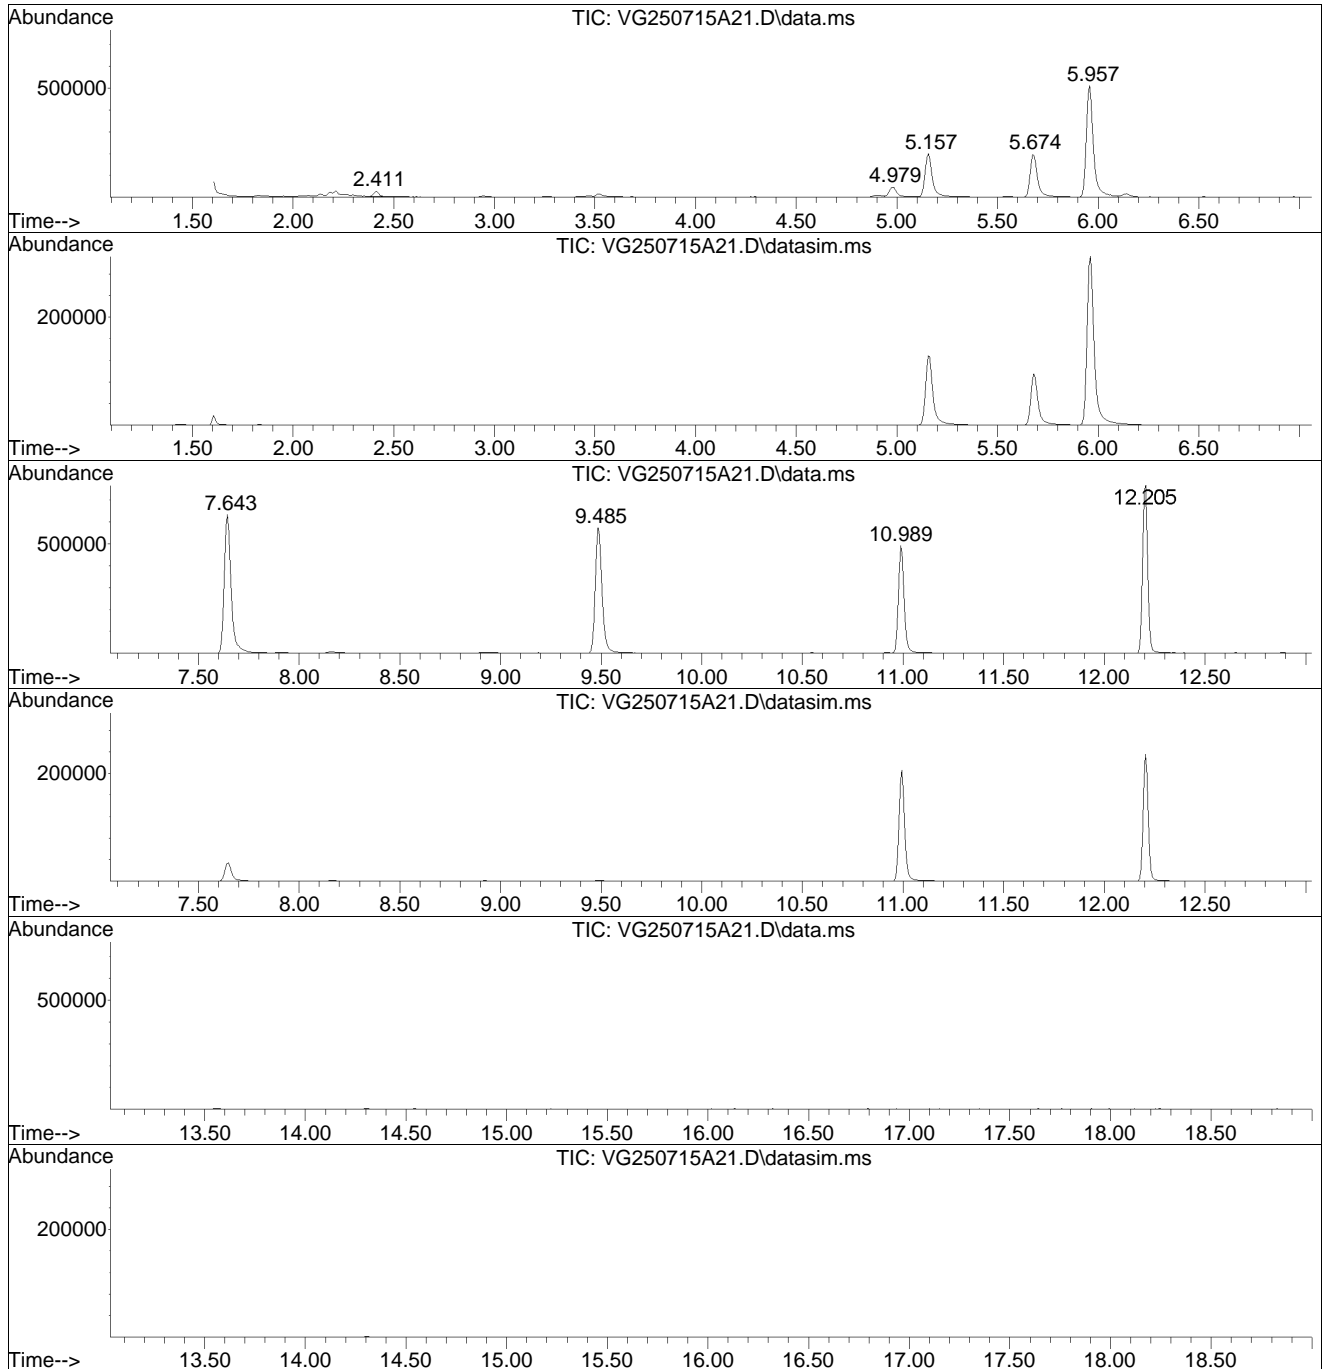 Abundance TIC: VG250715A21.D\data.ms
5.957
500000
5.157 5.674
2.411 4.979
Time--> 1.50 2.00 2.50 3.00 3.50 4.00 4.50 5.00 5.50 6.00 6.50
Abundance TIC: VG250715A21.D\datasim.ms
200000
Time--> 1.50 2.00 2.50 3.00 3.50 4.00 4.50 5.00 5.50 6.00 6.50
Abundance TIC: VG250715A21.D\data.ms
7.643 9.485 10.989 12.205
500000
Time--> 7.50 8.00 8.50 9.00 9.50 10.00 10.50 11.00 11.50 12.00 12.50
Abundance TIC: VG250715A21.D\datasim.ms
200000
Time--> 7.50 8.00 8.50 9.00 9.50 10.00 10.50 11.00 11.50 12.00 12.50
Abundance TIC: VG250715A21.D\data.ms
500000
Time--> 13.50 14.00 14.50 15.00 15.50 16.00 16.50 17.00 17.50 18.00 18.50
Abundance TIC: VG250715A21.D\datasim.ms
200000
Time--> 13.50 14.00 14.50 15.00 15.50 16.00 16.50 17.00 17.50 18.00 18.50